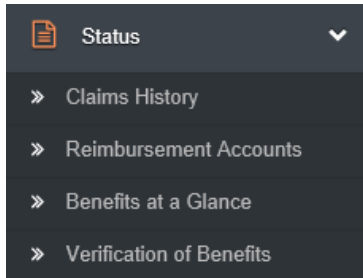 Status
Claims History
Reimbursement Accounts
Benefits at a Glance
Verification of Benefits